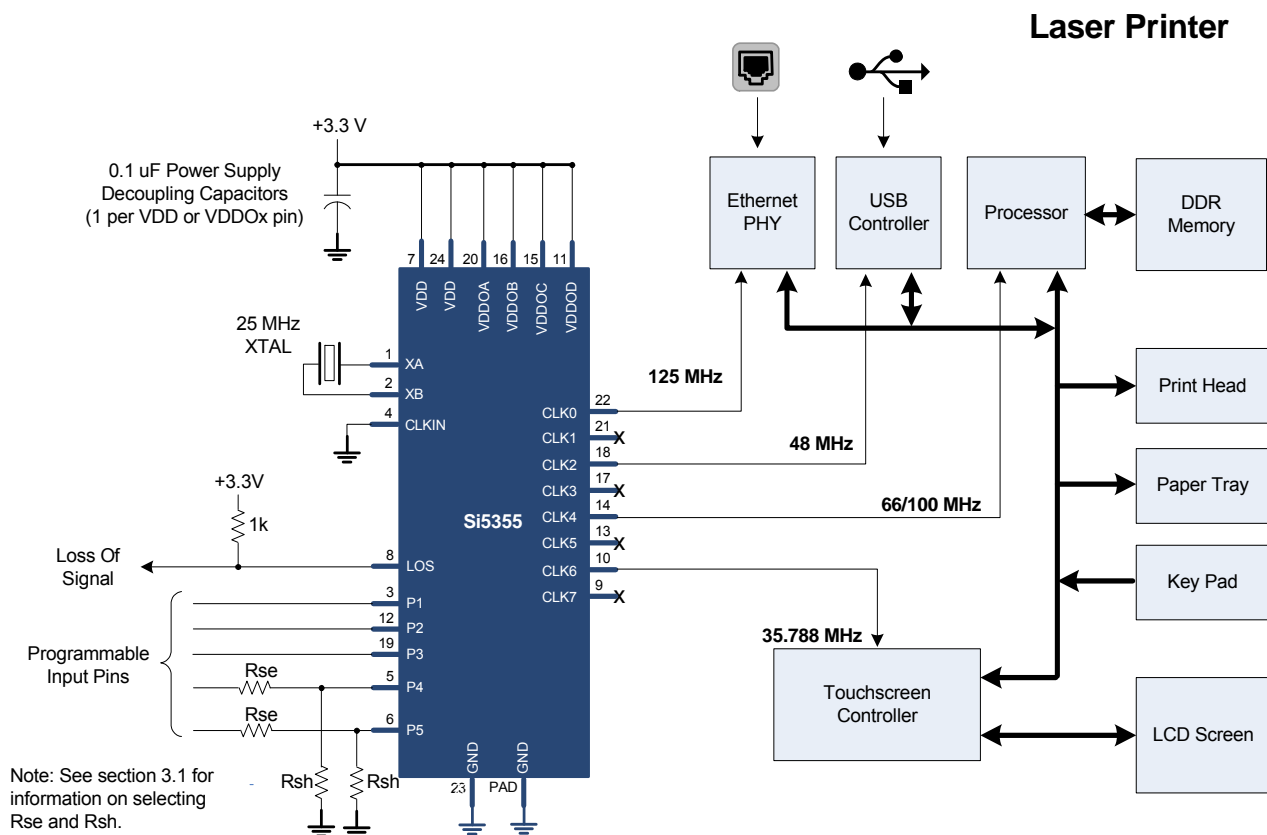 Laser Printer
+3.3 V
0.1 uF Power Supply
Decoupling Capacitors
(1 per VDD or VDDOx pin)
7
24
20
16
15
11
VDD
VDD
VDDOA
VDDOB
VDDOC
VDDOD
25 MHz
XTAL
1
XA
2
XB
4
CLKIN
+3.3V
1k
Loss Of
Signal
8
LOS
Programmable
Input Pins
3
P1
12
P2
19
P3
Rse
5
P4
Rse
6
P5
Rsh
Rsh
Note: See section 3.1 for
information on selecting
Rse and Rsh.
Si5355
GND
GND
23
PAD
CLK0
22
CLK1
21
X
CLK2
18
CLK3
17
X
CLK4
14
CLK5
13
X
CLK6
10
CLK7
9
X
125 MHz
48 MHz
66/100 MHz
35.788 MHz
Ethernet
PHY
USB
Controller
Processor
DDR
Memory
Print Head
Paper Tray
Key Pad
Touchscreen
Controller
LCD Screen